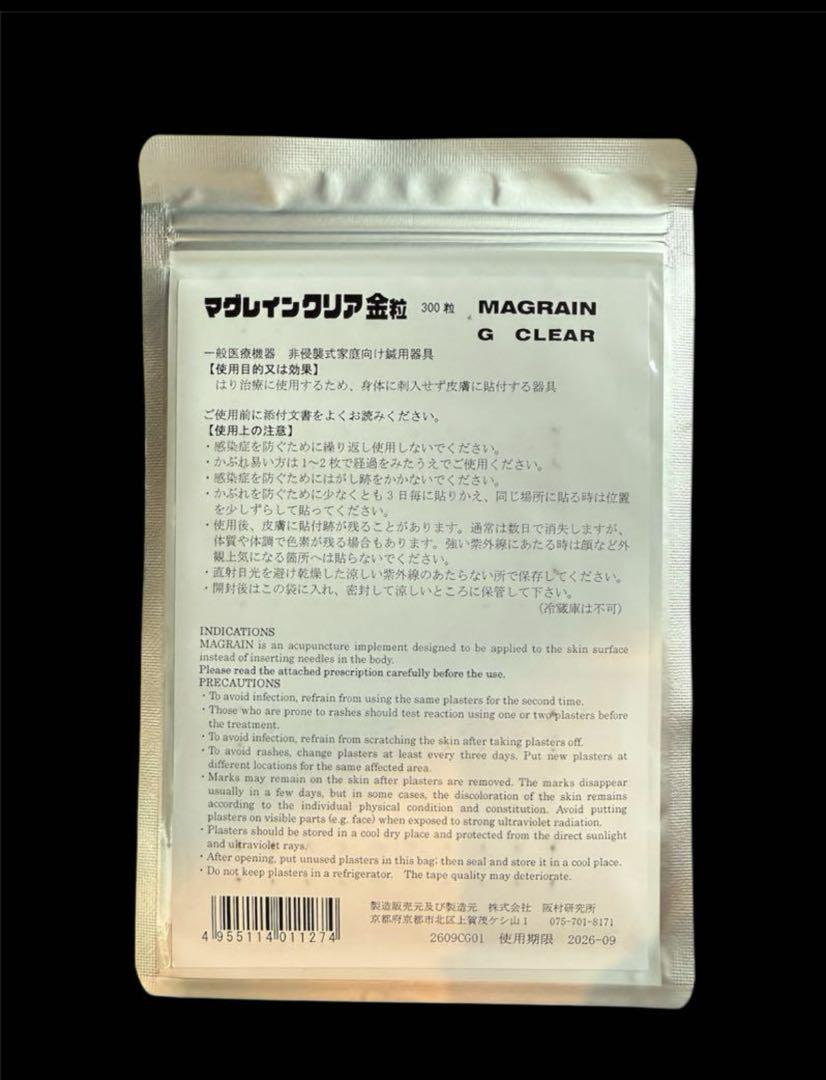 マグレインクリア金粒 300粒 MAGRAIN
G CLEAR
一般医療機器 非侵襲式家庭向け鍼用器具
【使用目的又は効果】
はり治療に使用するため、身体に刺入せず皮膚に貼付する器具
ご使用前に添付文書をよくお読みください。
【使用上の注意】
・感染症を防ぐために繰り返し使用しないでください。
・かぶれ易い方は1～2枚で経過をみたうえでご使用ください。
・感染症を防ぐためにはがし跡をかかないでください。
・かぶれを防ぐために少なくとも3日毎に貼りかえ、同じ場所に貼る時は位置
を少しずらして貼ってください。
・使用後、皮膚に貼付跡が残ることがあります。通常は数日で消失しますが、
体質や体調で色素が残る場合もあります。強い紫外線にあたる時は顔など外
観上気になる箇所へは貼らないでください。
・直射日光を避け乾燥した涼しい紫外線のあたらない所で保存してください。
・開封後はこの袋に入れ、密封して涼しいところに保管して下さい。
（冷蔵庫は不可）
INDICATIONS
MAGRAIN is an acupuncture implement designed to be applied to the skin surface
instead of inserting needles in the body.
Please read the attached prescription carefully before the use.
PRECAUTIONS
・To avoid infection, refrain from using the same plasters for the second time.
・Those who are prone to rashes should test reaction using one or two plasters before
the treatment.
・To avoid infection, refrain from scratching the skin after taking plasters off.
・To avoid rashes, change plasters at least every three days. Put new plasters at
different locations for the same affected area.
・Marks may remain on the skin after plasters are removed. The marks disappear
usually in a few days, but in some cases, the discoloration of the skin remains
according to the individual physical condition and constitution. Avoid putting
plasters on visible parts (e.g. face) when exposed to strong ultraviolet radiation.
・Plasters should be stored in a cool dry place and protected from the direct sunlight
and ultraviolet rays.
・After opening, put unused plasters in this bag; then seal and store it in a cool place.
・Do not keep plasters in a refrigerator. The tape quality may deteriorate.
製造販売元及び製造元 株式会社 阪村研究所
京都府京都市北区上賀茂ケシ山1 075-701-8171
4 955114 011274
2609CG01 使用期限 2026-09